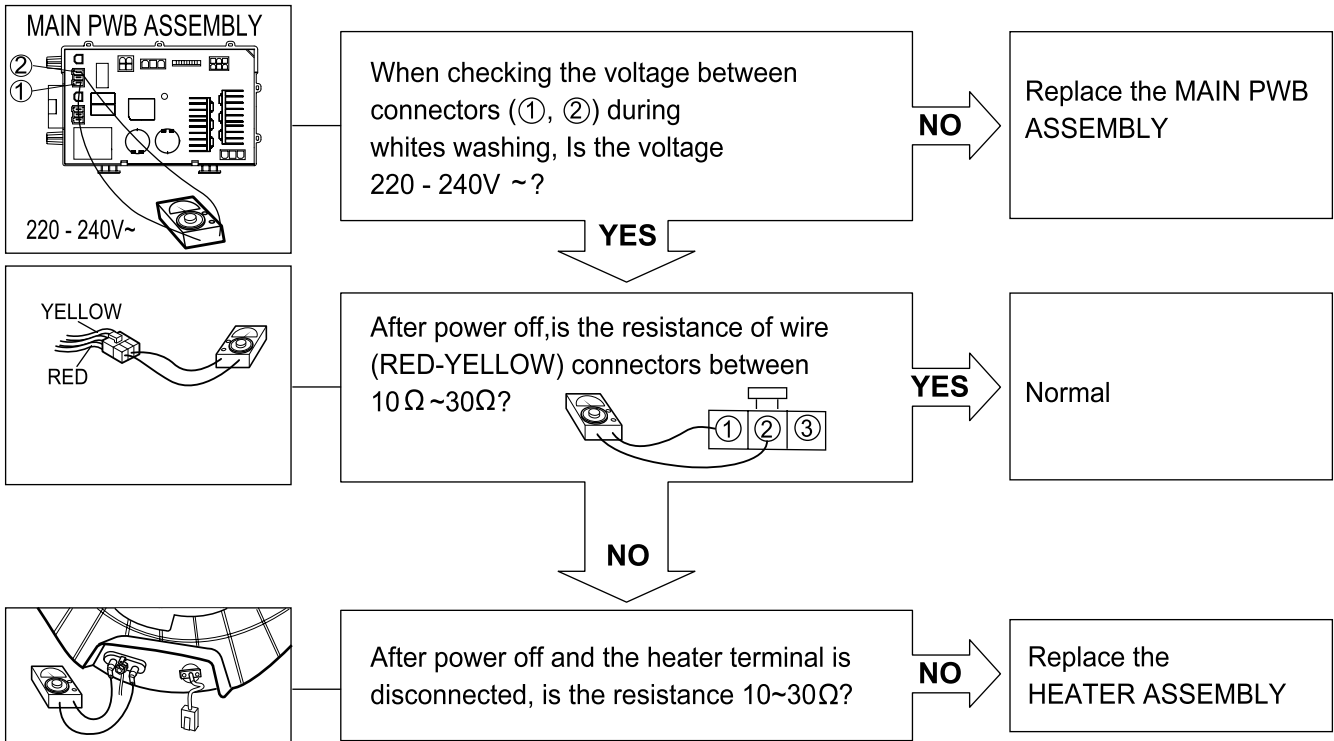 MAIN PWB ASSEMBLY
②
①
220 - 240V~
When checking the voltage between
connectors (①, ②) during
whites washing, Is the voltage
220 - 240V ~?
NO
Replace the MAIN PWB
ASSEMBLY
YES
YELLOW
RED
After power off,is the resistance of wire
(RED-YELLOW) connectors between
10Ω~30Ω?
① ② ③
YES
Normal
NO
After power off and the heater terminal is
disconnected, is the resistance 10~30Ω?
NO
Replace the
HEATER ASSEMBLY